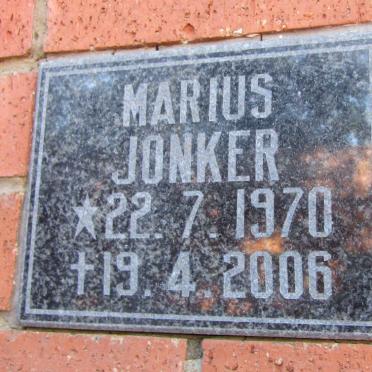 MARIUS
JONKER
★22. 7. 1970
†19. 4. 2006